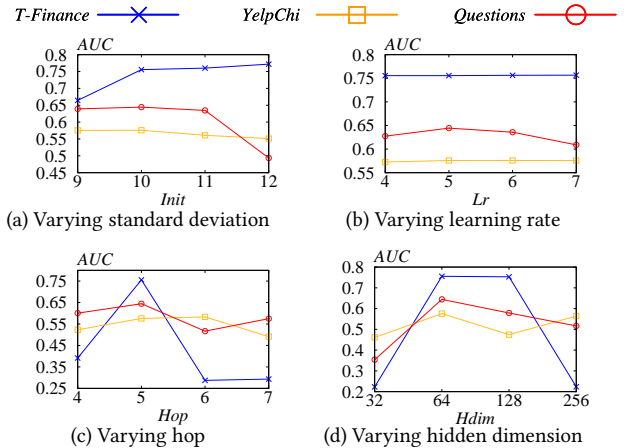 T-Finance YelpChi Questions
AUC
0.8
0.75
0.7
0.65
0.6
0.55
0.5
0.45
9 10 11 12
Init
(a) Varying standard deviation
AUC
0.8
0.75
0.7
0.65
0.6
0.55
4 5 6 7
Lr
(b) Varying learning rate
AUC
0.75
0.65
0.55
0.45
0.35
0.25
4 5 6 7
Hop
(c) Varying hop
AUC
0.8
0.7
0.6
0.5
0.4
0.3
0.2
32 64 128 256
Hdim
(d) Varying hidden dimension